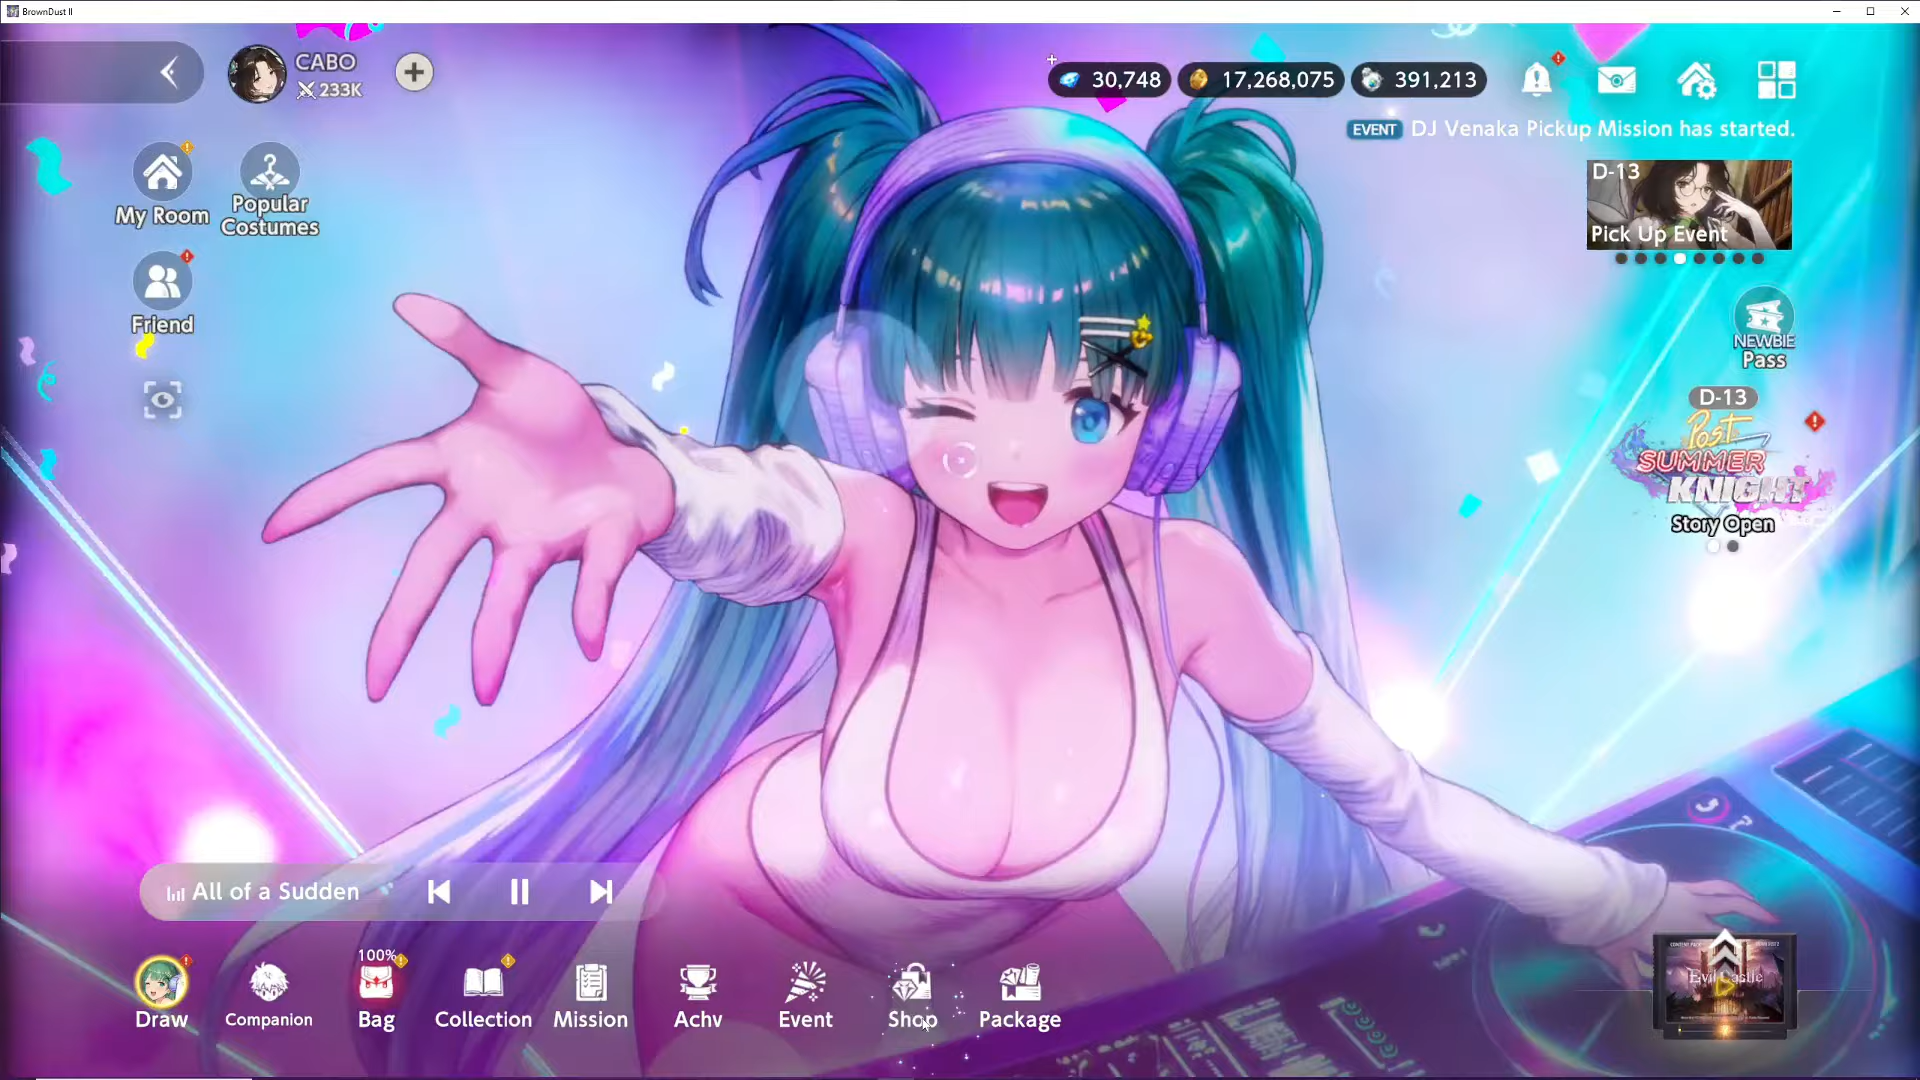 BrownDust II
CABO
233K
30,748
17,268,075
391,213
EVENT DJ Venaka Pickup Mission has started.
D-13
Pick Up Event
My Room
Popular
Costumes
Friend
NEWBIE
Pass
D-13
Post
SUMMER
KNIGHT
Story Open
All of a Sudden
100%
Draw
Companion
Bag
Collection
Mission
Achv
Event
Shop
Package
Evil Castle